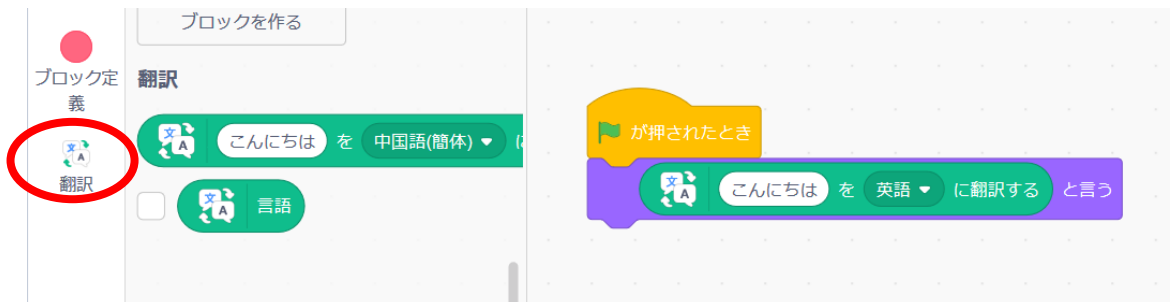 ブロックを作る
ブロック定
義
翻訳
翻訳
こんにちは を 中国語(簡体)
言語
が押されたとき
こんにちは を 英語 に翻訳する と言う